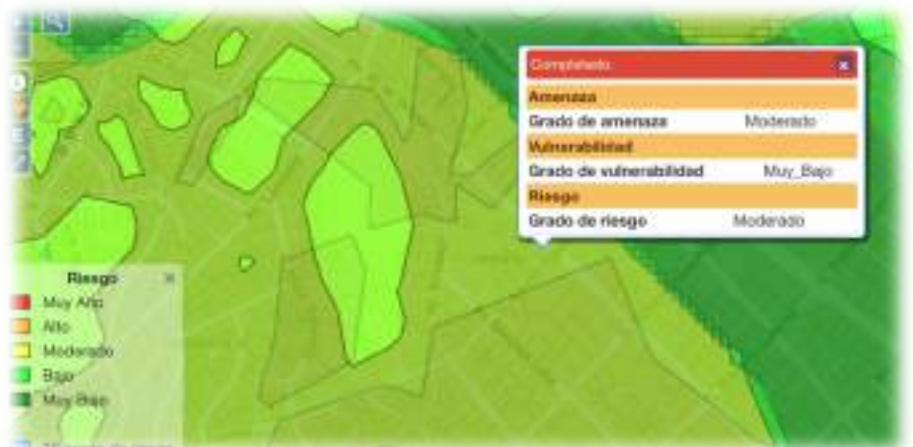 Completado
Amenaza
Grado de amenaza Moderado
Vulnerabilidad
Grado de vulnerabilidad Muy_Bajo
Riesgo
Grado de riesgo Moderado
Riesgo
Muy Alto
Alto
Moderado
Bajo
Muy Bajo